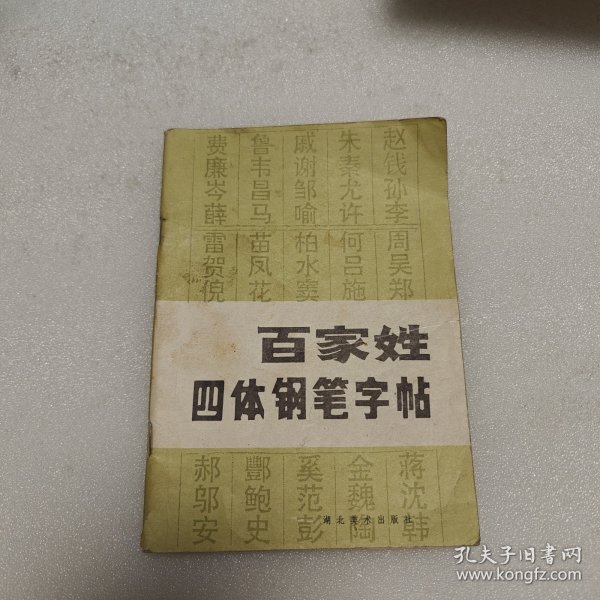 赵钱孙李
朱秦尤许
戚谢邹喻
鲁韦昌马
费廉岑薛
周吴郑
何吕施
柏水窦
苗凤花
雷贺倪
百家姓
四体钢笔字帖
蒋沈韩
金魏陶
奚范彭
酆鲍史
郝邬安
湖北美术出版社
孔夫子旧书网
www.kongfz.com